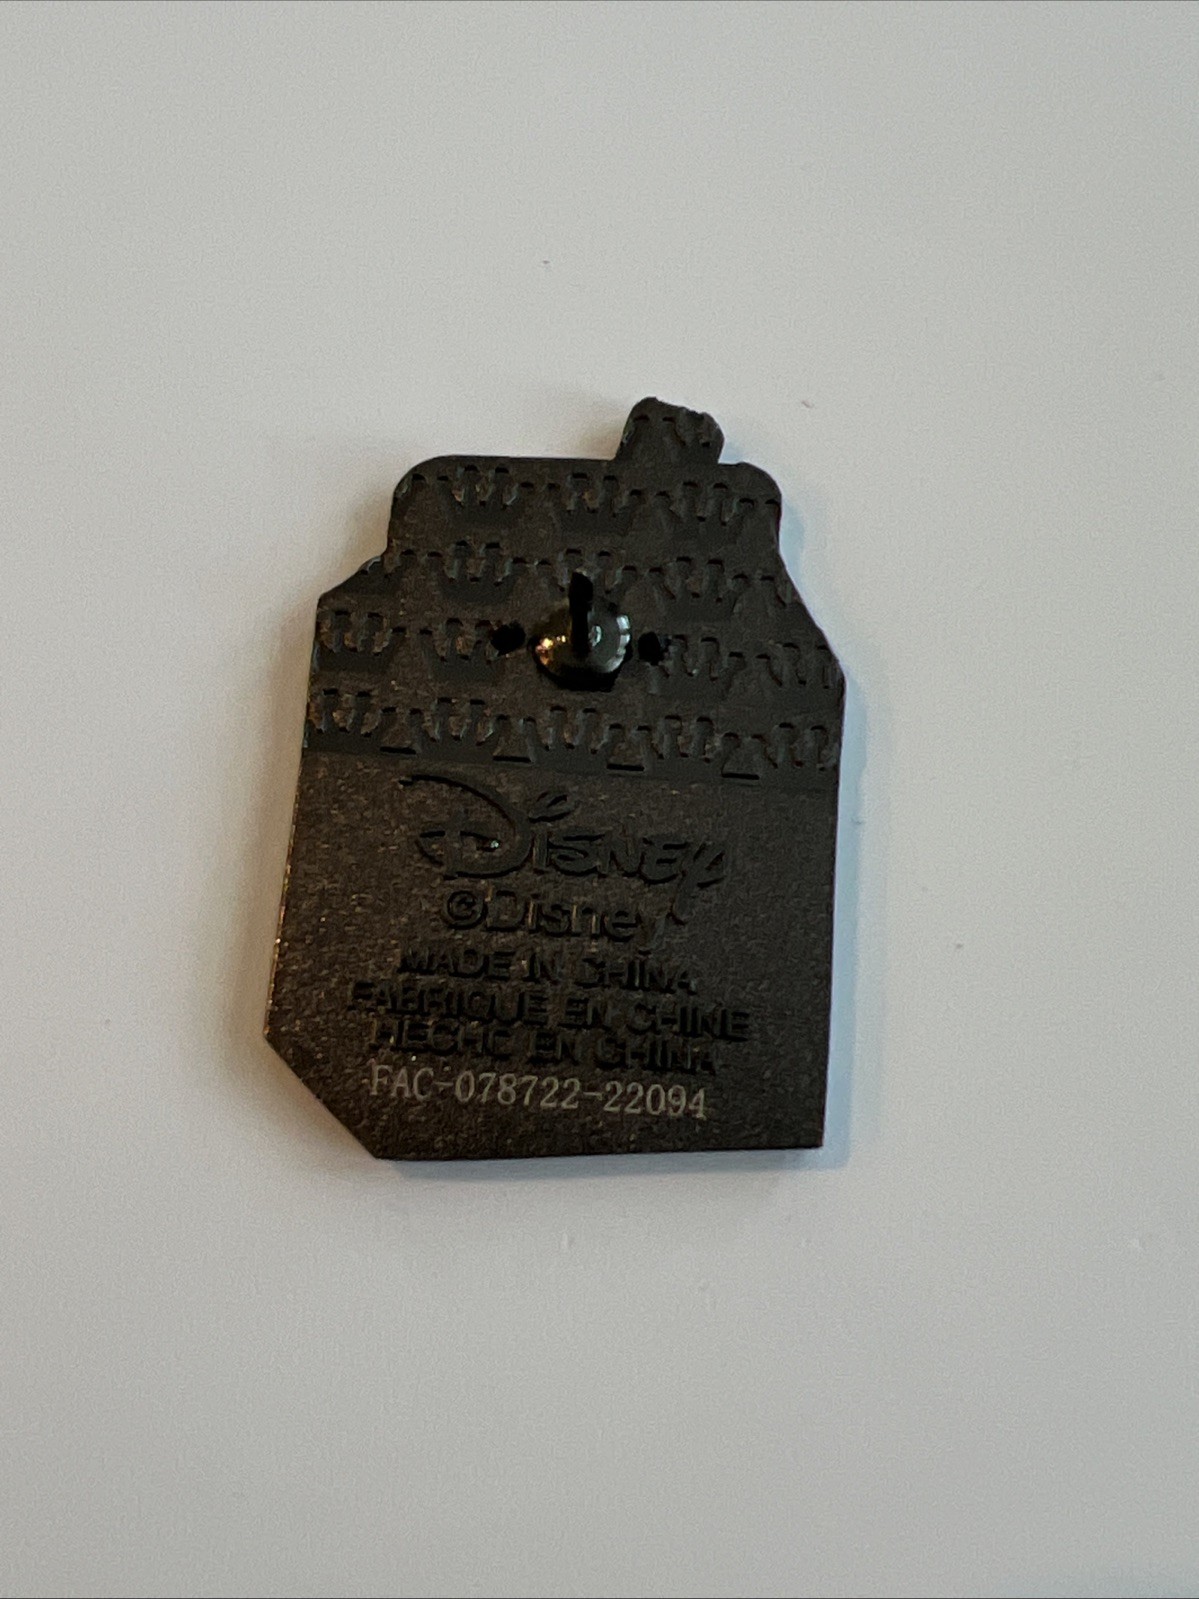 Disney
©Disney
MADE IN CHINA
FABRIQUE EN CHINE
HECHO EN CHINA
FAC-078722-22094